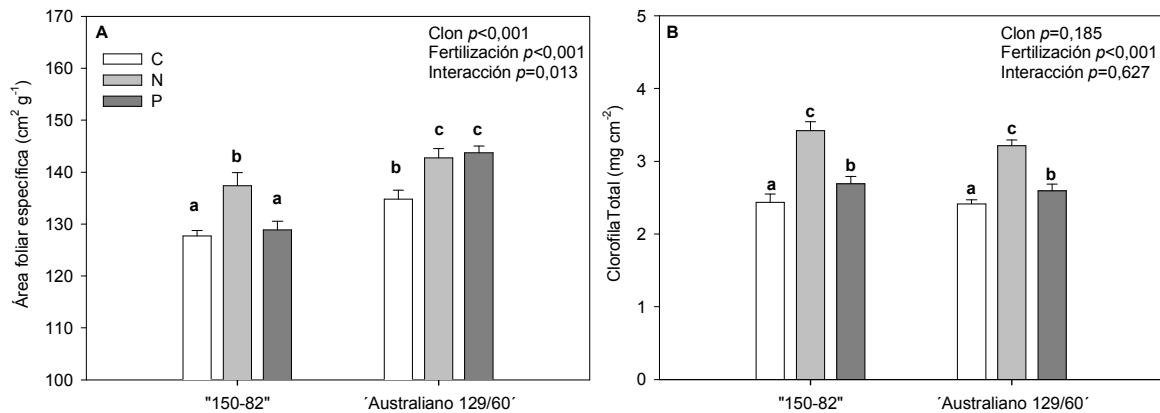 A
Clon p<0,001
Fertilización p<0,001
Interacción p=0,013
C
N
P
Área foliar específica (cm² g⁻¹)
170
160
150
140
130
120
110
100
a
b
a
b
c
c
"150-82"
´Australiano 129/60´
B
Clon p=0,185
Fertilización p<0,001
Interacción p=0,627
ClorofilaTotal (mg cm⁻²)
5
4
3
2
1
0
a
c
b
a
c
b
"150-82"
´Australiano 129/60´